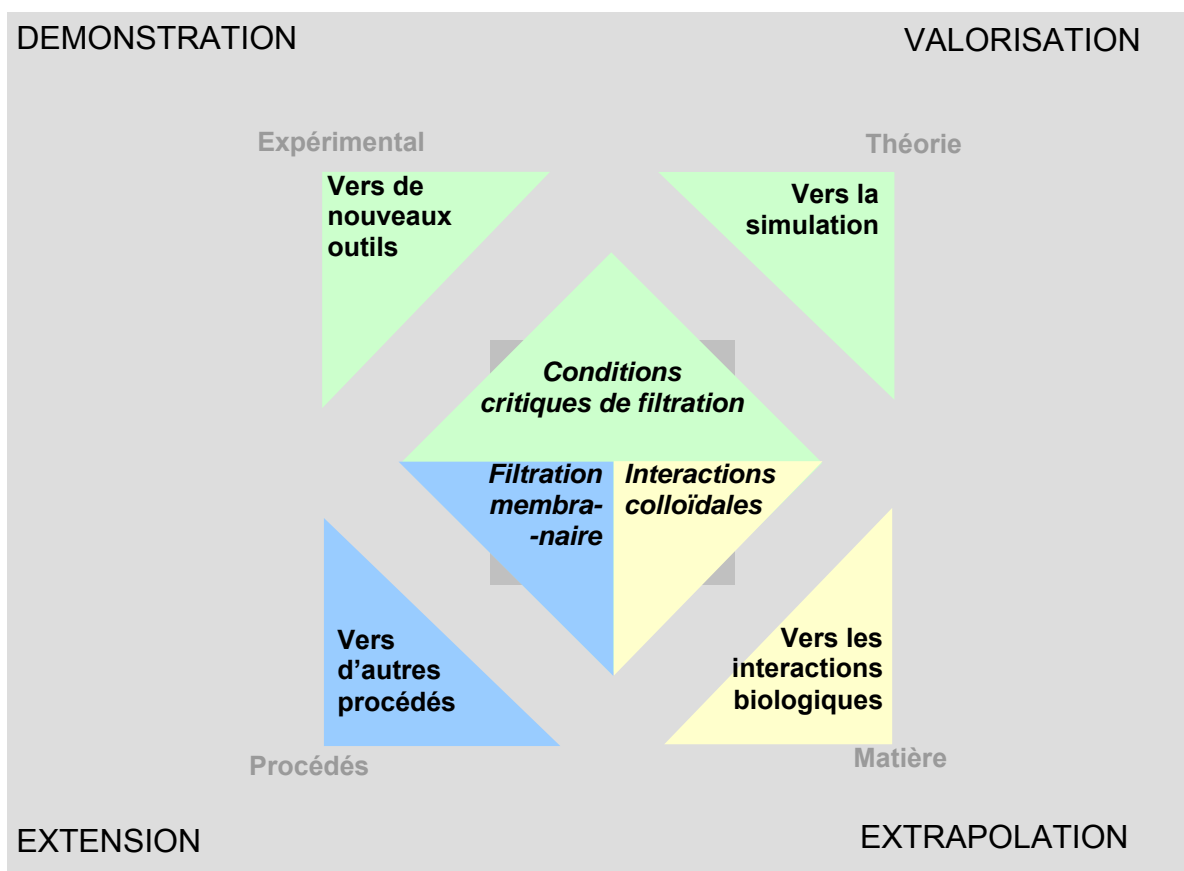 DEMONSTRATION
VALORISATION
Expérimental
Théorie
Vers de
nouveaux
outils
Vers la
simulation
Conditions
critiques de filtration
Filtration
membra-
-naire
Interactions
colloïdales
Vers
d’autres
procédés
Vers les
interactions
biologiques
Procédés
Matière
EXTENSION
EXTRAPOLATION